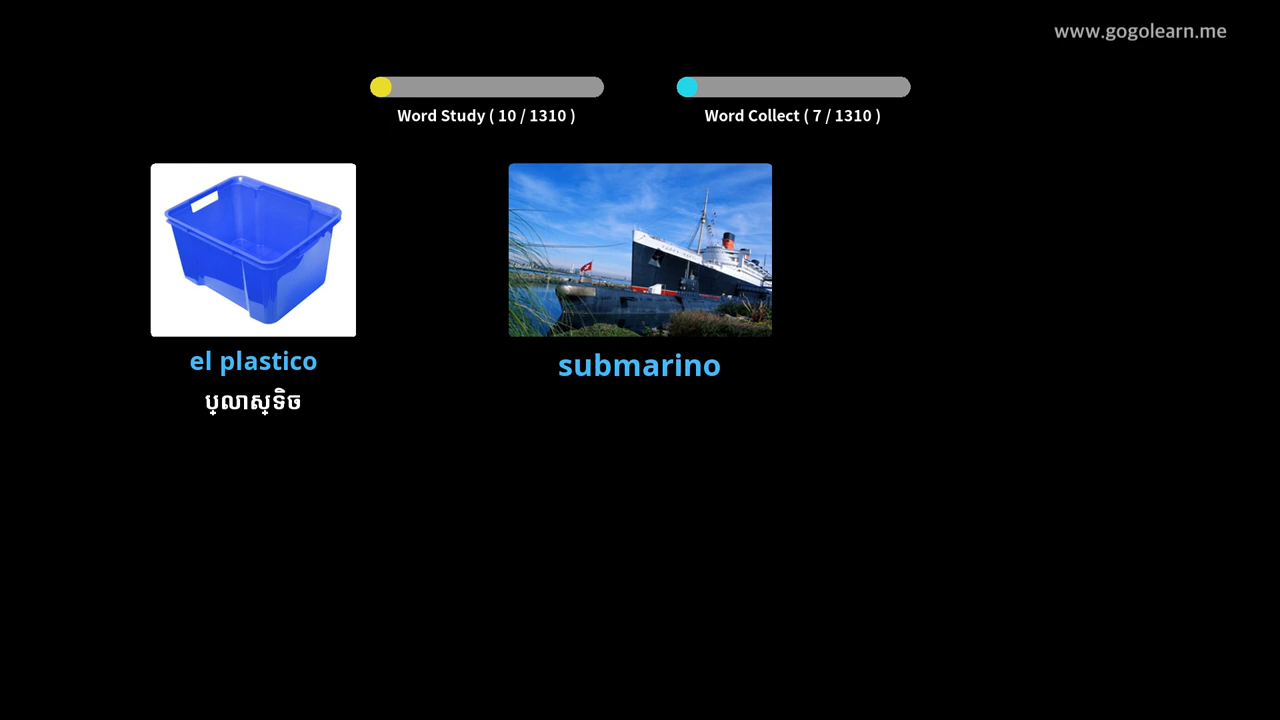 www.gogolearn.me
Word Study ( 10 / 1310 )
Word Collect ( 7 / 1310 )
el plastico
ប្លាស្ទិច
submarino